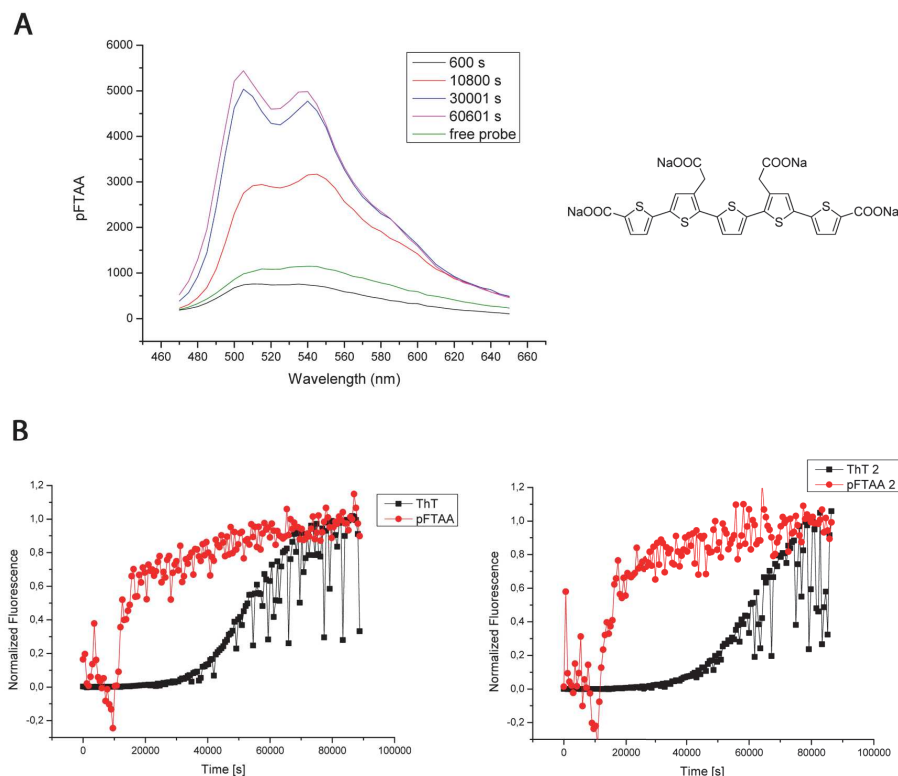 A
6000
5000
4000
3000
2000
1000
0
pFTAA
460 480 500 520 540 560 580 600 620 640 660
Wavelength (nm)
600 s
10800 s
30001 s
60601 s
free probe
NaOOC COONa
NaOOC S S S S S COONa
B
1,2
1,0
0,8
0,6
0,4
0,2
0,0
-0,2
Normalized Fluorescence
0 20000 40000 60000 80000 100000
Time [s]
ThT
pFTAA
1,2
1,0
0,8
0,6
0,4
0,2
0,0
-0,2
Normalized Fluorescence
0 20000 40000 60000 80000 100000
Time [s]
ThT 2
pFTAA 2